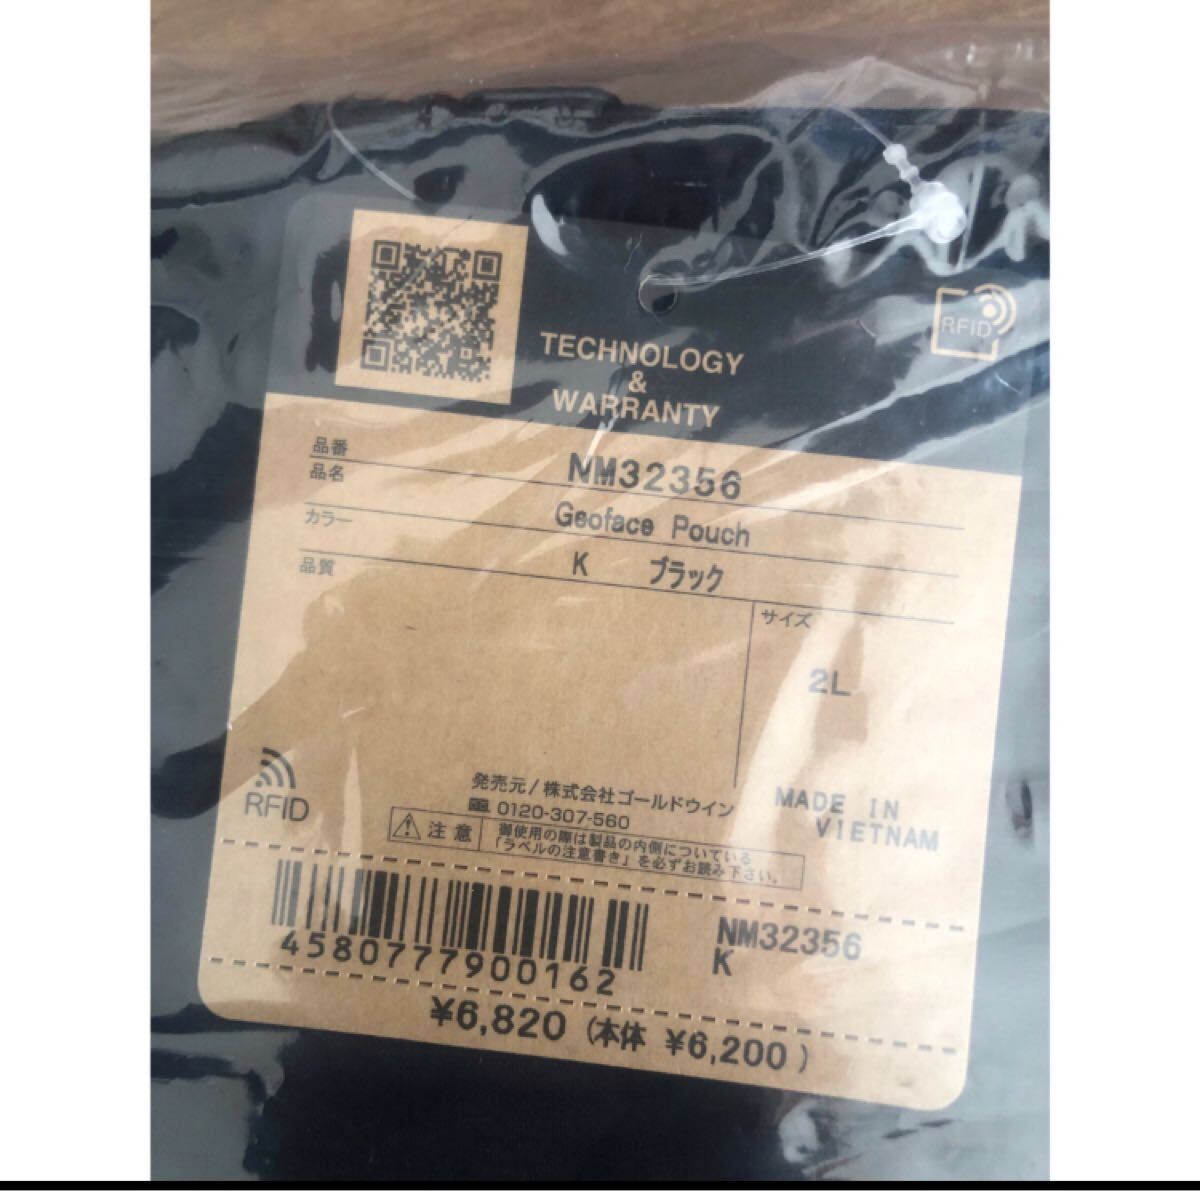 TECHNOLOGY
&
WARRANTY
RFID
品番 NM32356
品名 Geoface Pouch
カラー K ブラック
品質
サイズ
2L
RFID
発売元/株式会社ゴールドウイン
0120-307-560
MADE IN
VIETNAM
注意
御使用の際は製品の内側についている
「ラベルの注意書き」を必ずお読み下さい。
4580777900162
NM32356
K
¥6,820 (本体 ¥6,200)